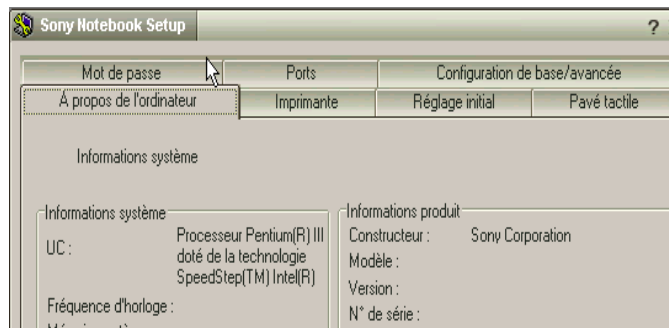 Sony Notebook Setup
?
Mot de passe
Ports
Configuration de base/avancée
À propos de l'ordinateur
Imprimante
Réglage initial
Pavé tactile
Informations système
Informations système
UC :
Processeur Pentium(R) III
doté de la technologie
SpeedStep(TM) Intel(R)
Fréquence d'horloge :
Informations produit
Constructeur :
Sony Corporation
Modèle :
Version :
N° de série :